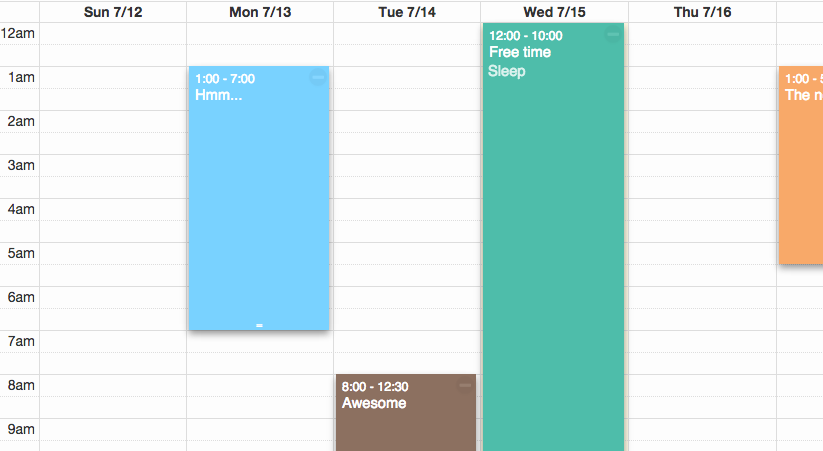 Sun 7/12 Mon 7/13 Tue 7/14 Wed 7/15 Thu 7/16
12am
1am
2am
3am
4am
5am
6am
7am
8am
9am
1:00 - 7:00
Hmm...
8:00 - 12:30
Awesome
12:00 - 10:00
Free time
Sleep
1:00 -
The